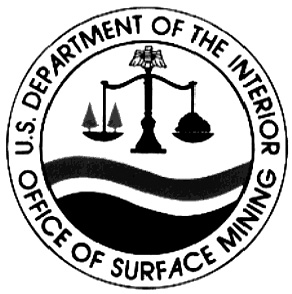 U.S. DEPARTMENT OF THE INTERIOR
OFFICE OF SURFACE MINING